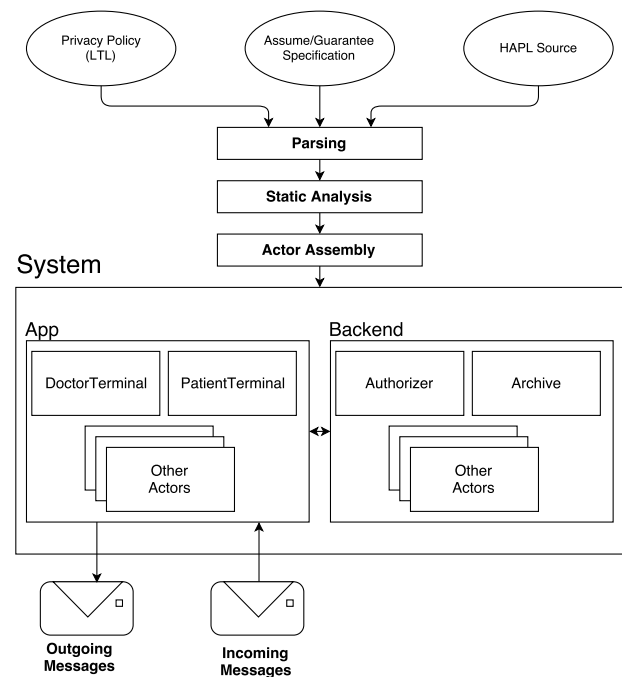 Privacy Policy
(LTL)
Assume/Guarantee
Specification
HAPL Source
Parsing
Static Analysis
Actor Assembly
System
App
Backend
DoctorTerminal
PatientTerminal
Authorizer
Archive
Other
Actors
Other
Actors
Outgoing
Messages
Incoming
Messages